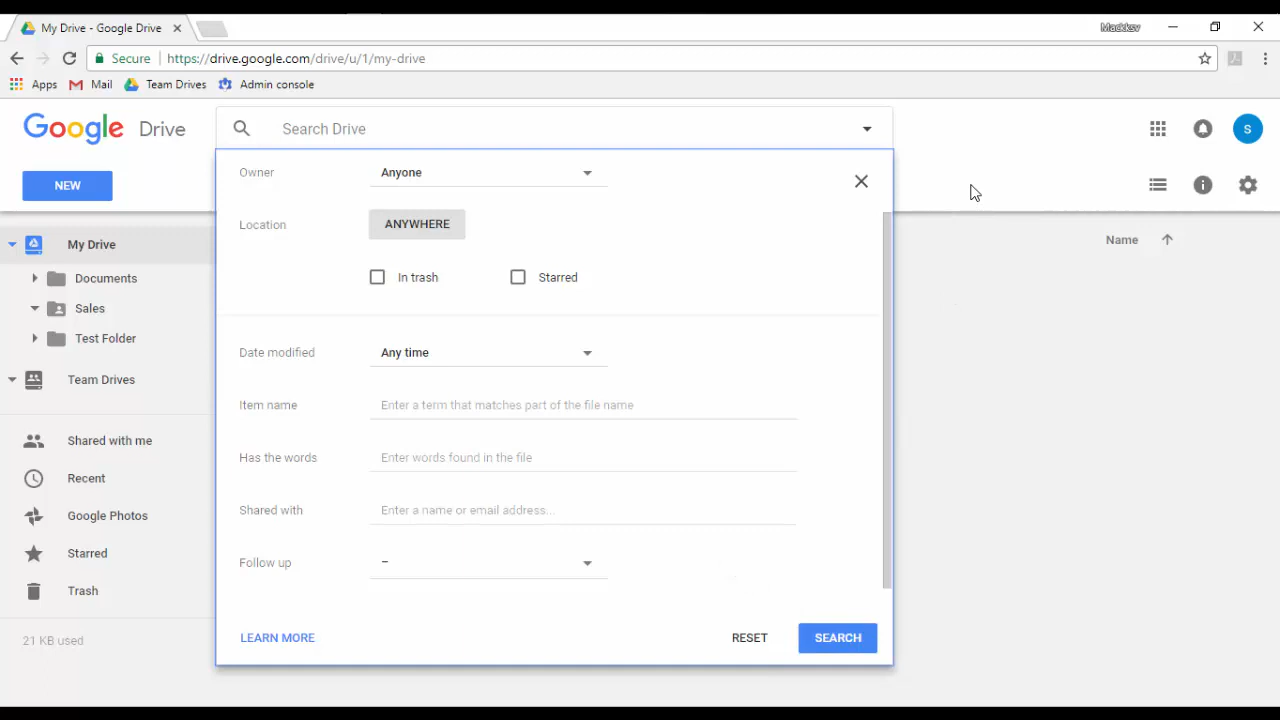 My Drive - Google Drive
Mackksv
Secure https://drive.google.com/drive/u/1/my-drive
Apps Mail Team Drives Admin console
Google Drive
Search Drive
S
NEW
Owner Anyone
Location ANYWHERE
In trash Starred
Date modified Any time
Item name Enter a term that matches part of the file name
Has the words Enter words found in the file
Shared with Enter a name or email address...
Follow up –
LEARN MORE RESET SEARCH
My Drive
Documents
Sales
Test Folder
Team Drives
Shared with me
Recent
Google Photos
Starred
Trash
21 KB used
Name